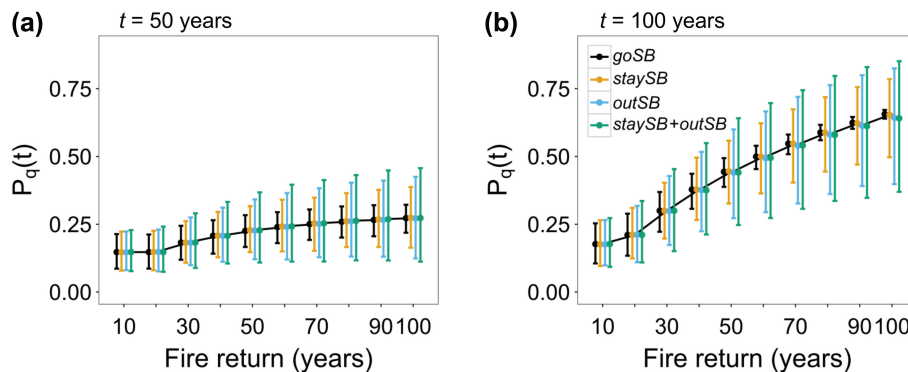 (a)
t = 50 years
P_q(t)
0.75
0.50
0.25
0.00
10 30 50 70 90 100
Fire return (years)
(b)
t = 100 years
goSB
staySB
outSB
staySB+outSB
P_q(t)
0.75
0.50
0.25
0.00
10 30 50 70 90 100
Fire return (years)